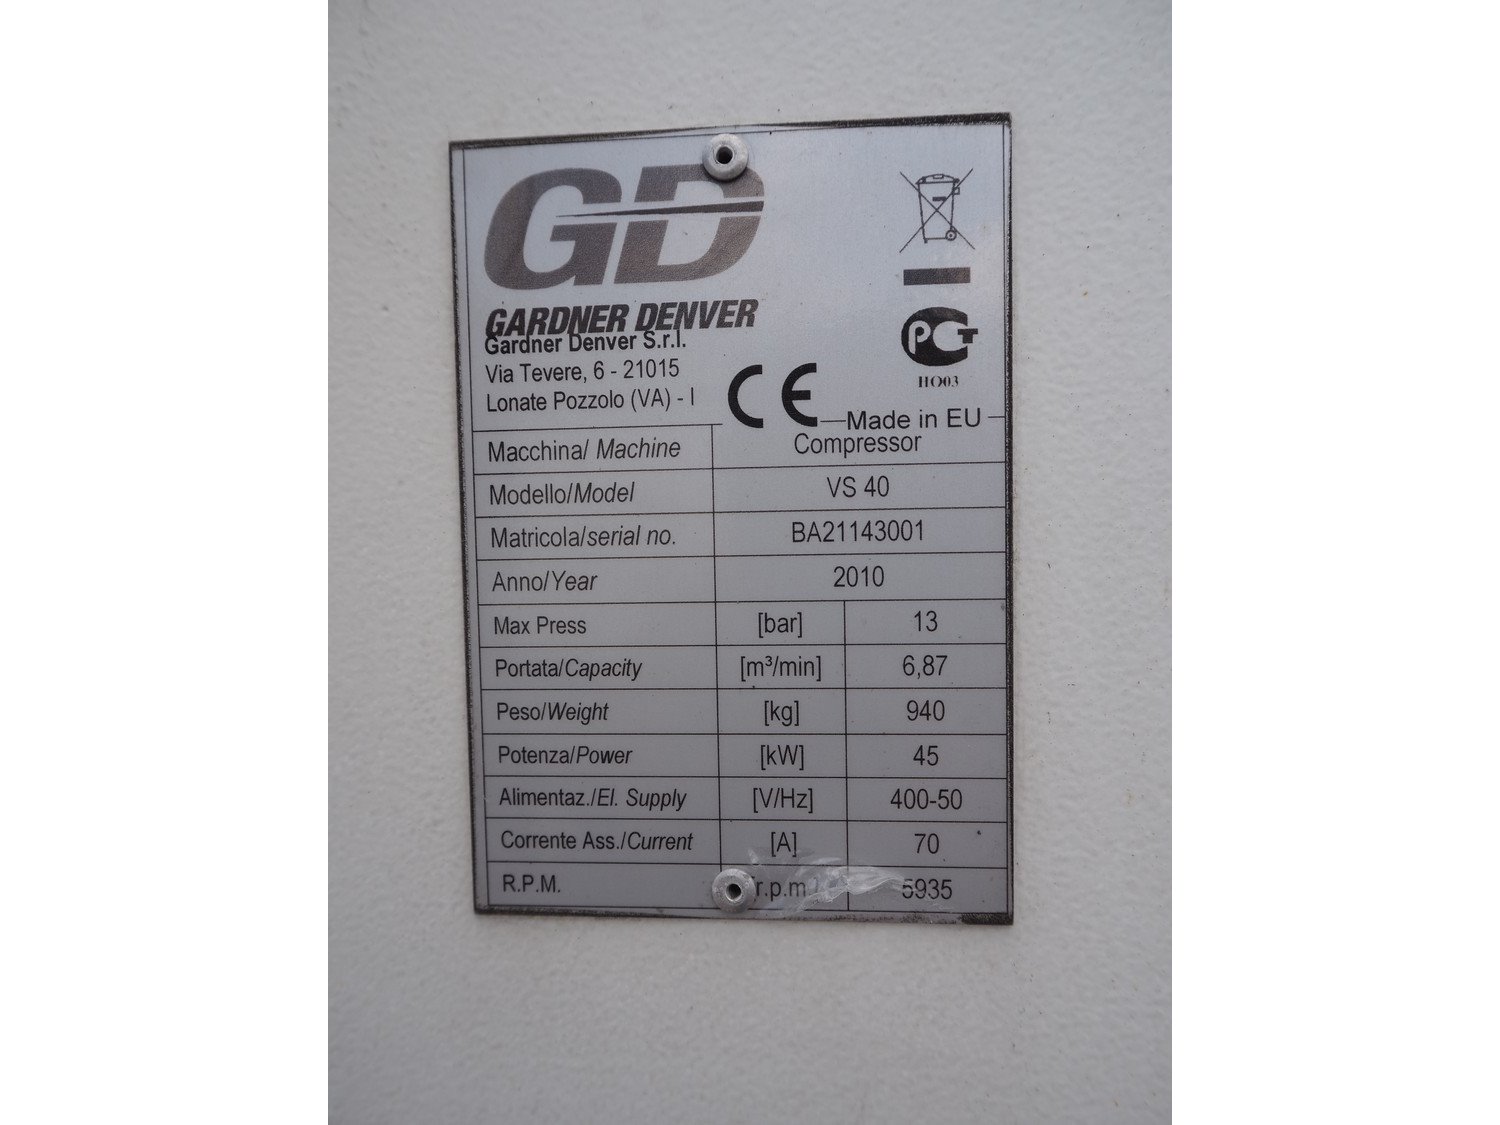 GD
GARDNER DENVER
Gardner Denver S.r.l.
Via Tevere, 6 - 21015
Lonate Pozzolo (VA) - I
PCT
HO03
CE
Made in EU
Macchina/ Machine Compressor
Modello/Model VS 40
Matricola/serial no. BA21143001
Anno/Year 2010
Max Press [bar] 13
Portata/Capacity [m³/min] 6,87
Peso/Weight [kg] 940
Potenza/Power [kW] 45
Alimentaz./El. Supply [V/Hz] 400-50
Corrente Ass./Current [A] 70
R.P.M. [r.p.m.] 5935